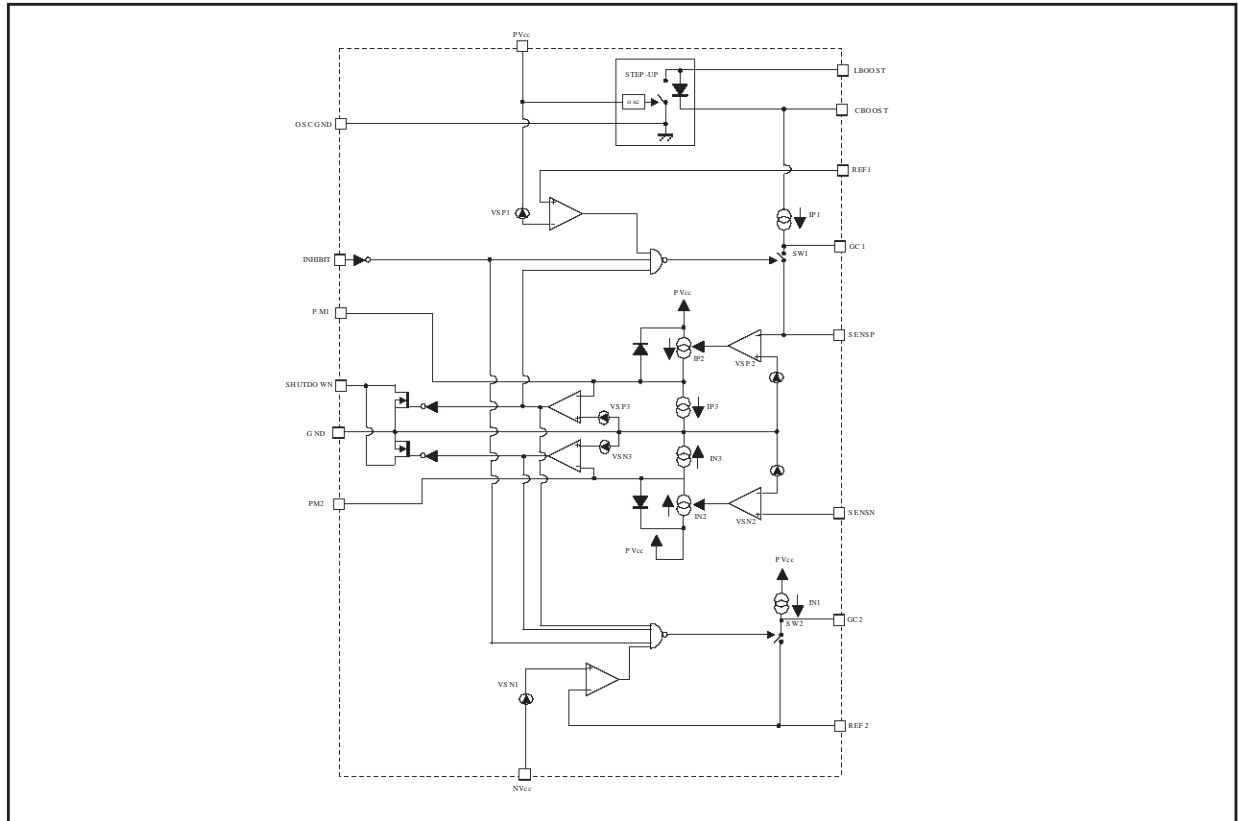 PVcc
STEP-UP
LBOOST
osc
CBOOST
OSCGND
REF1
VSP1
IP1
GC1
SW1
INHIBIT
PVcc
PM1
SENSP
IP2
VSP2
SHUTDOWN
VSP3
IP3
GND
VSN3
IN3
PM2
IN2
VSN2
SENSN
PVcc
PVcc
IN1
SW2
GC2
VSN1
REF2
NVcc